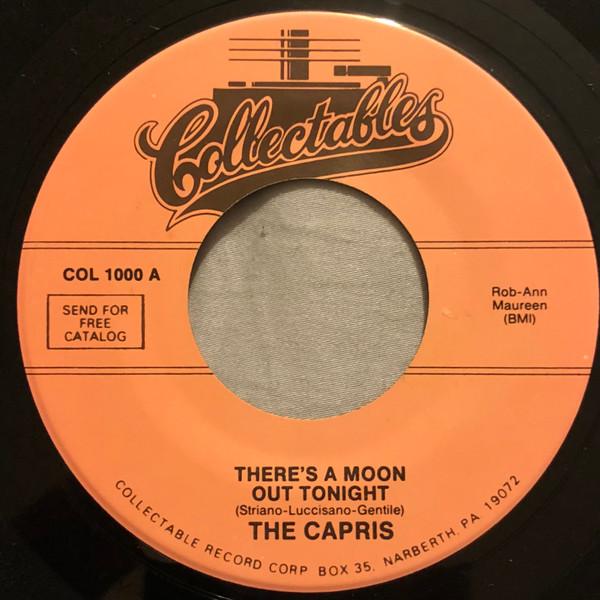 Collectables
COL 1000 A
SEND FOR
FREE
CATALOG
Rob-Ann
Maureen
(BMI)
THERE'S A MOON
OUT TONIGHT
(Striano-Luccisano-Gentile)
THE CAPRIS
COLLECTABLE RECORD CORP BOX 35, NARBERTH, PA 19072